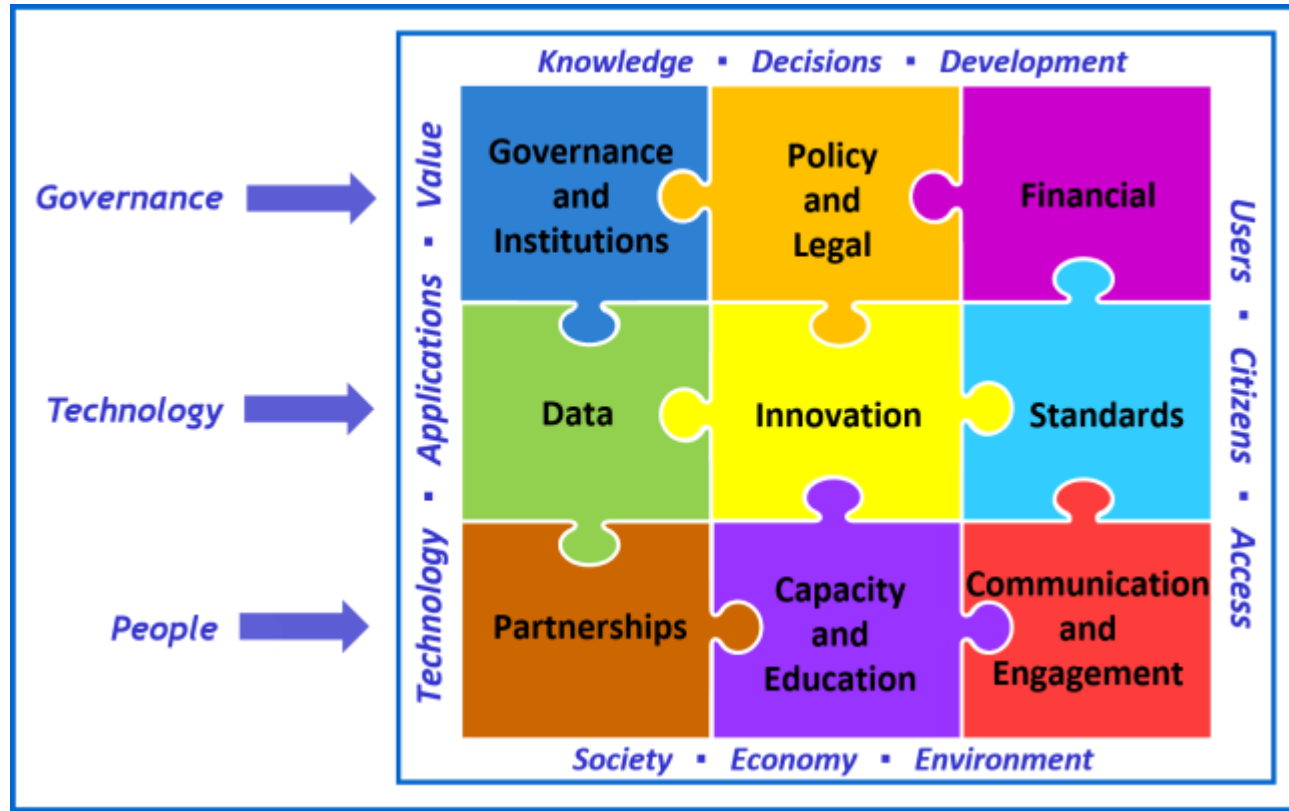 Knowledge ▪ Decisions ▪ Development
Governance
Technology
People
Technology ▪ Applications ▪ Value
Governance
and
Institutions
Policy
and
Legal
Financial
Data
Innovation
Standards
Partnerships
Capacity
and
Education
Communication
and
Engagement
Users ▪ Citizens ▪ Access
Society ▪ Economy ▪ Environment